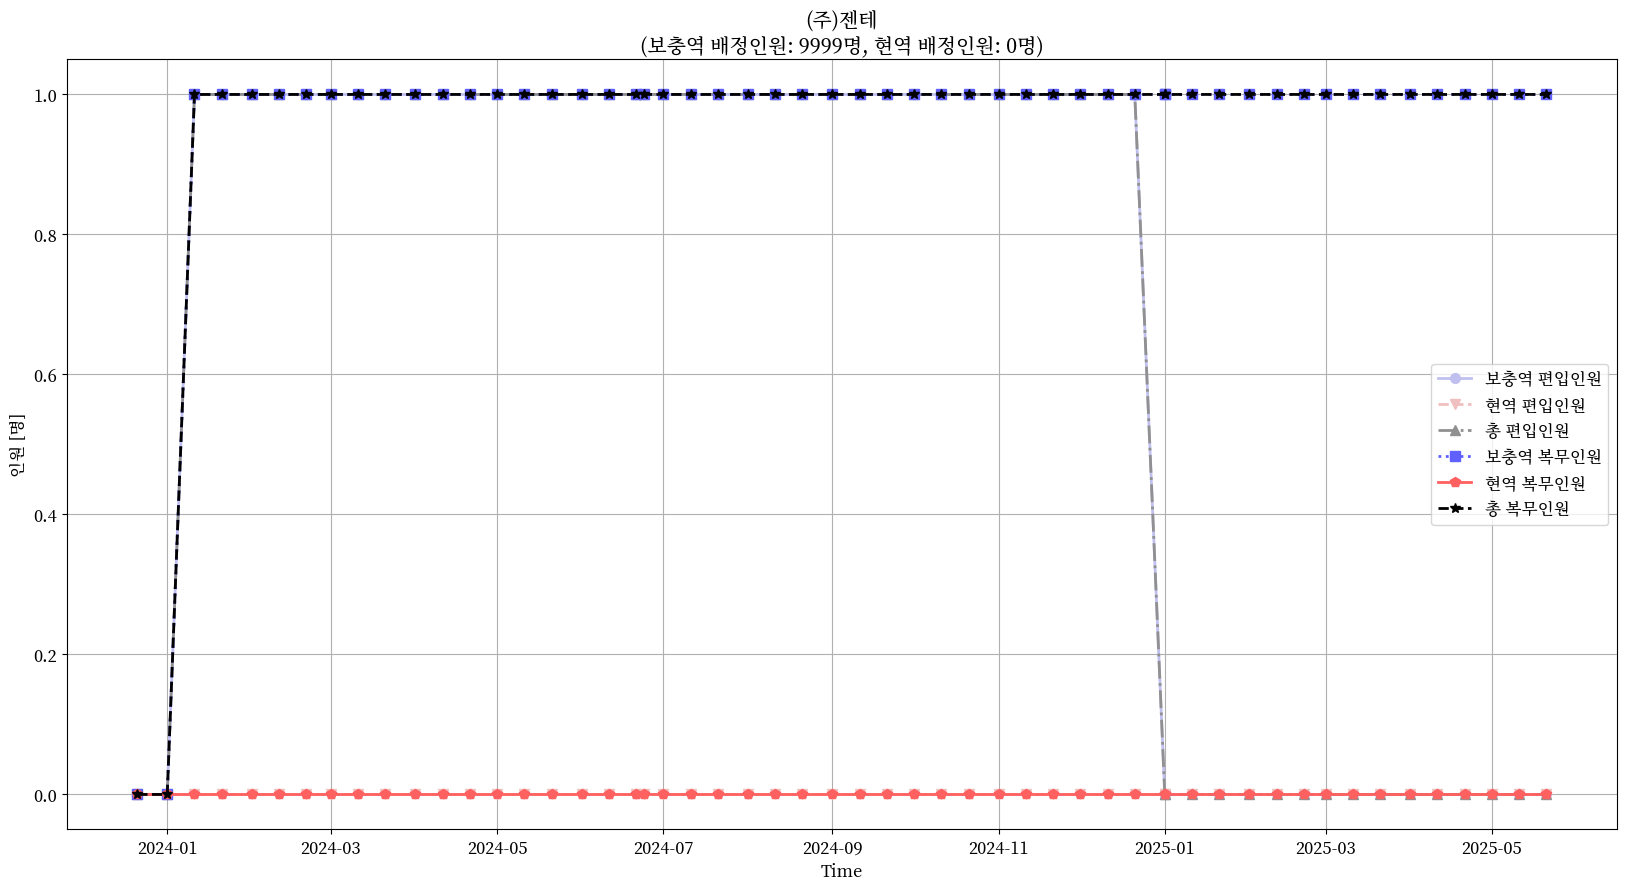 (주)젠테
(보충역 배정인원: 9999명, 현역 배정인원: 0명)
인원 [명]
1.0
0.8
0.6
0.4
0.2
0.0
보충역 편입인원
현역 편입인원
총 편입인원
보충역 복무인원
현역 복무인원
총 복무인원
2024-01 2024-03 2024-05 2024-07 2024-09 2024-11 2025-01 2025-03 2025-05
Time